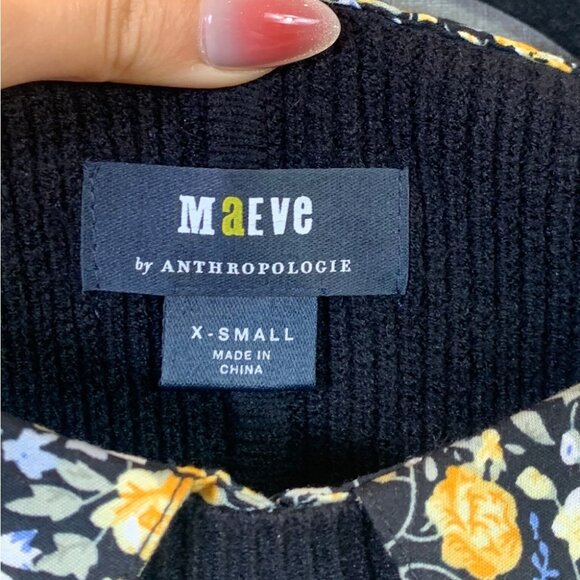 MaEVe
by ANTHROPOLOGIE
X-SMALL
MADE IN
CHINA